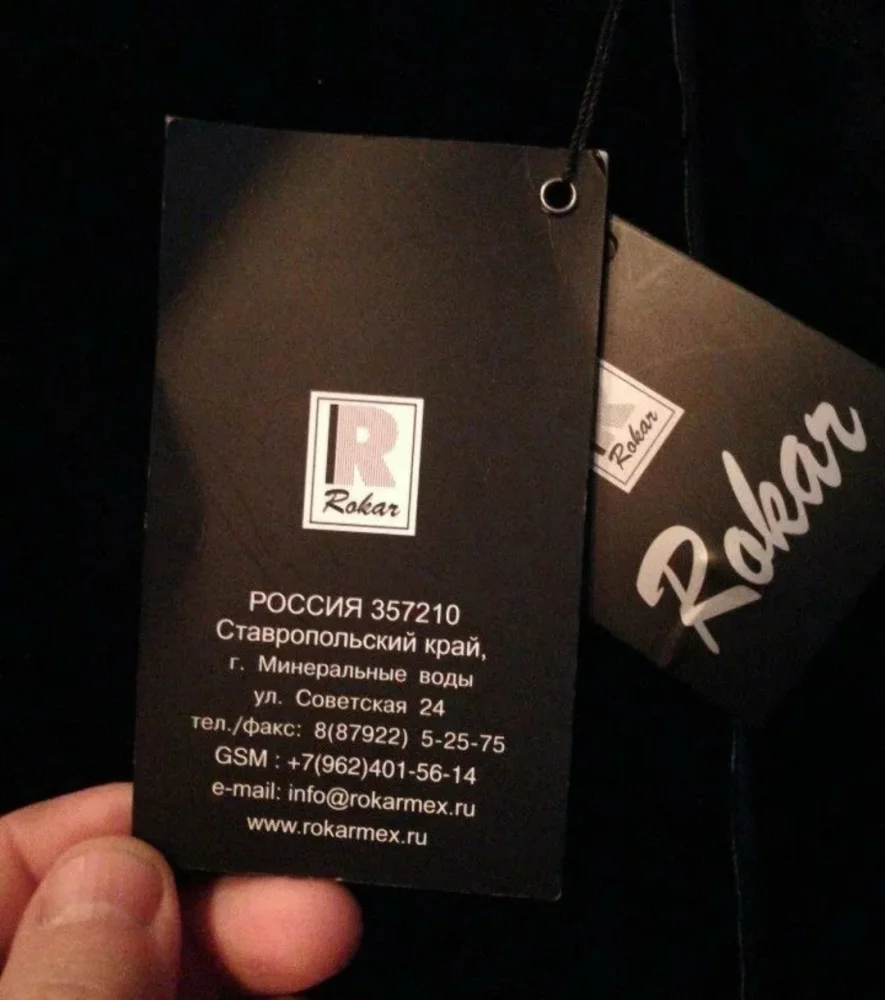 R
Rokar
РОССИЯ 357210
Ставропольский край,
г. Минеральные воды
ул. Советская 24
тел./факс: 8(87922) 5-25-75
GSM : +7(962)401-56-14
e-mail: info@rokarmex.ru
www.rokarmex.ru
Rokar
Rokar